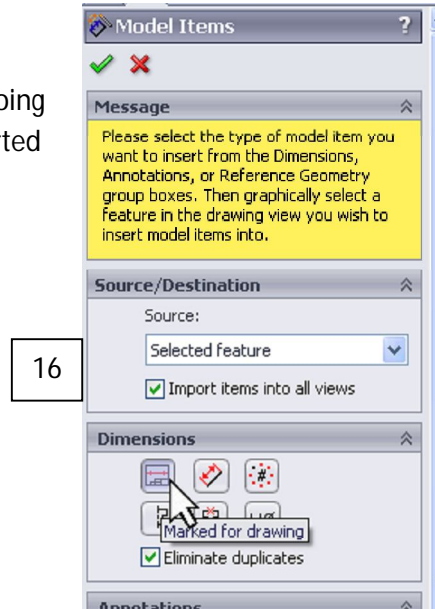 Model Items ?
Message
Please select the type of model item you
want to insert from the Dimensions,
Annotations, or Reference Geometry
group boxes. Then graphically select a
feature in the drawing view you wish to
insert model items into.
Source/Destination
Source:
Selected feature
Import items into all views
16
Dimensions
#
Marked for drawing
Eliminate duplicates
Annotations